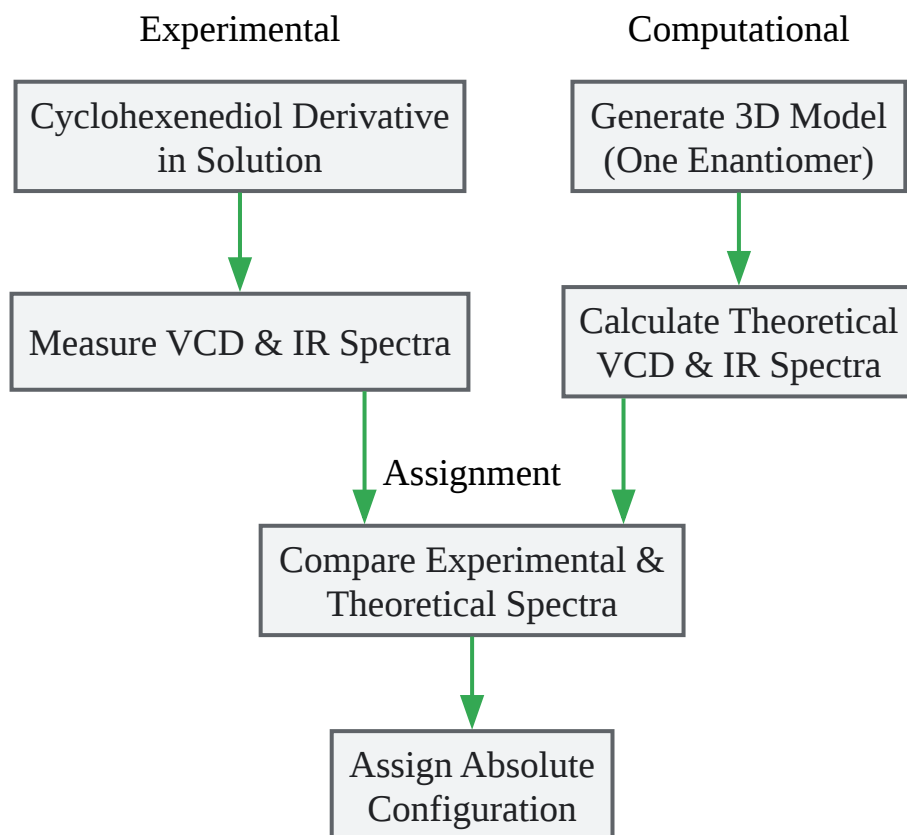 Experimental
Computational
Cyclohexenediol Derivative
in Solution
Generate 3D Model
(One Enantiomer)
Measure VCD & IR Spectra
Calculate Theoretical
VCD & IR Spectra
Assignment
Compare Experimental &
Theoretical Spectra
Assign Absolute
Configuration